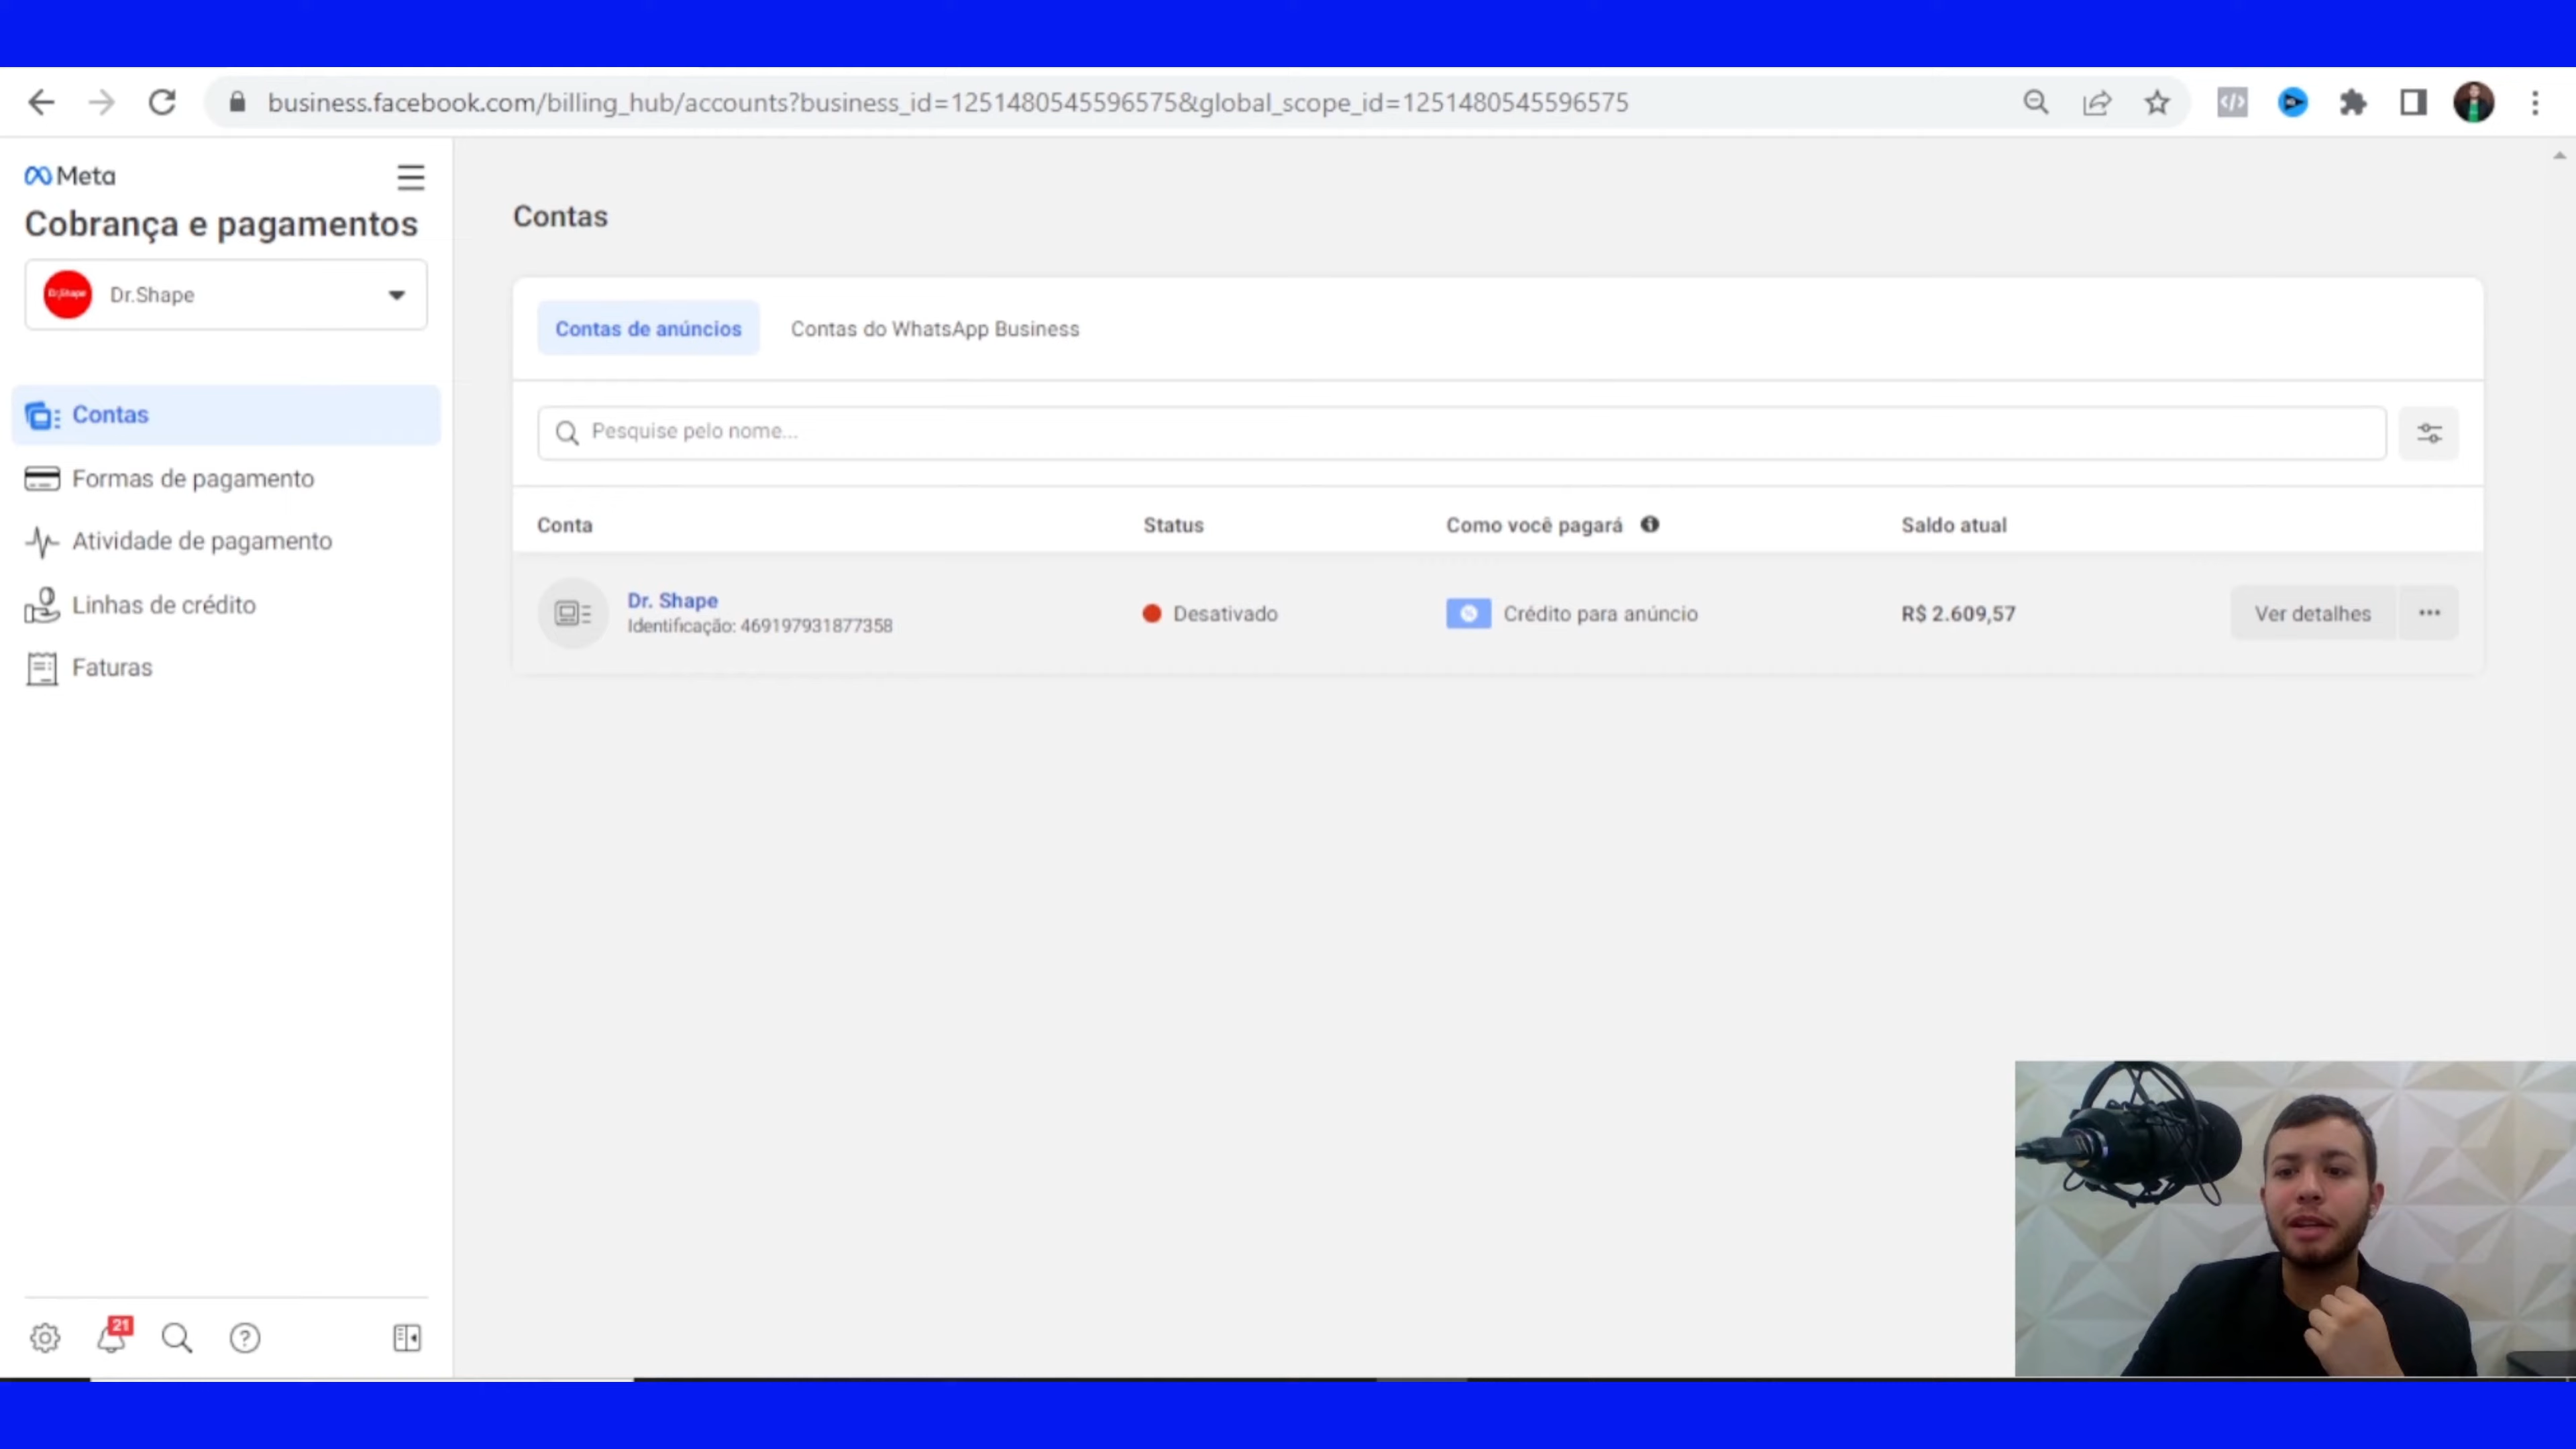 business.facebook.com/billing_hub/accounts?business_id=1251480545596575&global_scope_id=1251480545596575
Meta
Cobrança e pagamentos
Dr.Shape
Dr.Shape
Contas
Formas de pagamento
Atividade de pagamento
Linhas de crédito
Faturas
21
Contas
Contas de anúncios
Contas do WhatsApp Business
Pesquise pelo nome...
Conta
Status
Como você pagará
Saldo atual
Dr. Shape
Identificação: 469197931877358
Desativado
Crédito para anúncio
R$ 2.609,57
Ver detalhes